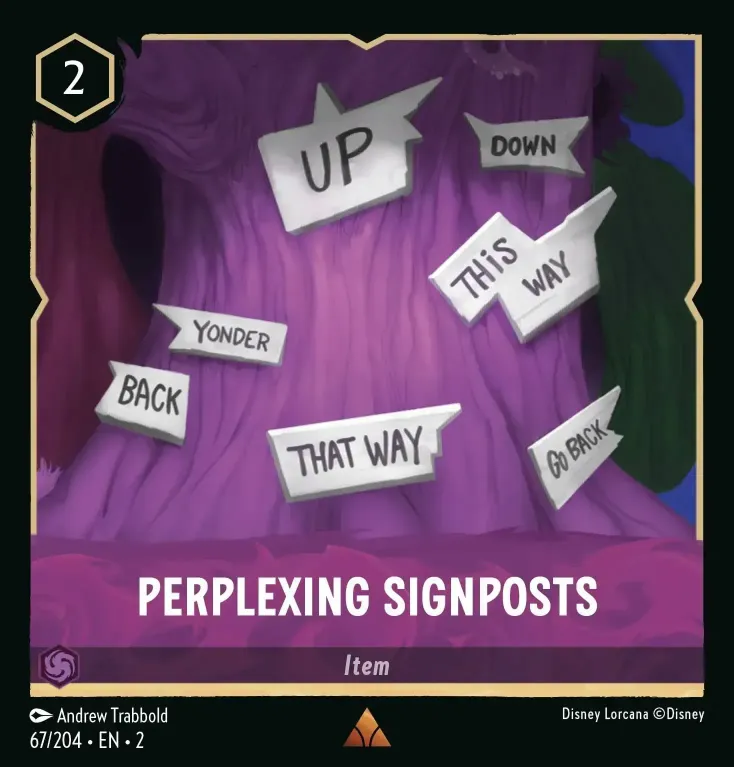 2
UP
DOWN
THiS
WAY
YONDER
BACK
THAT WAY
GO BACK
PERPLEXING SIGNPOSTS
Item
Andrew Trabbold
Disney Lorcana ©Disney
67/204 • EN • 2